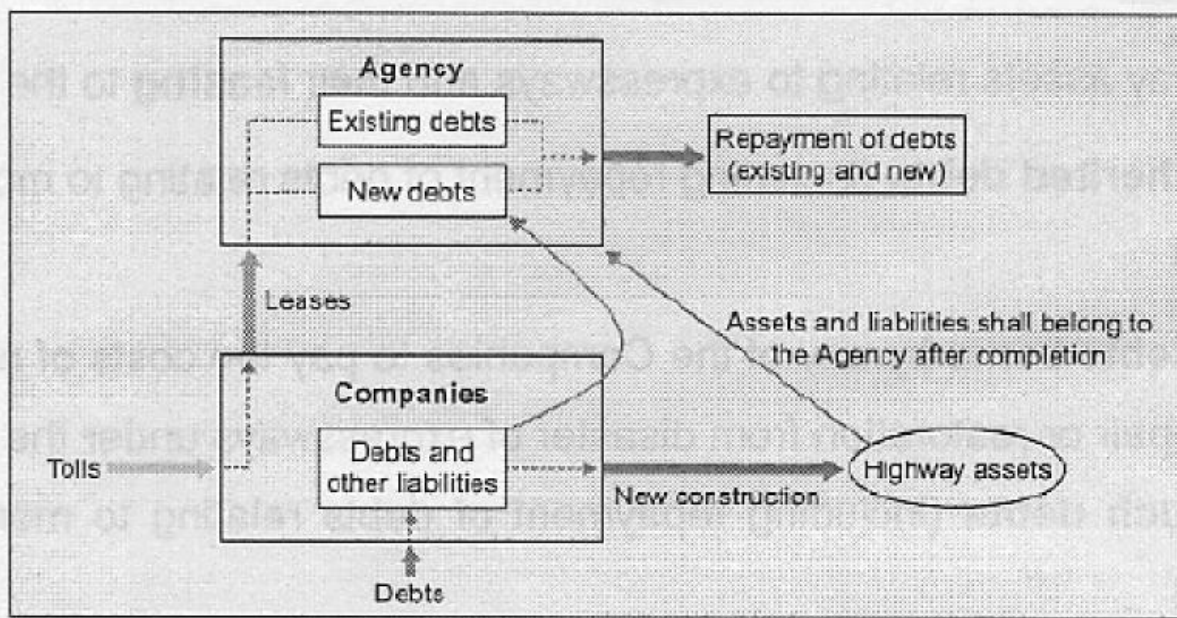 Agency
Existing debts
New debts
Repayment of debts
(existing and new)
Leases
Assets and liabilities shall belong to
the Agency after completion
Companies
Debts and
other liabilities
Tolls
New construction
Highway assets
Debts